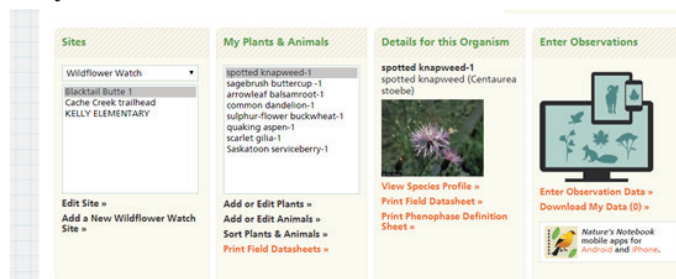 Sites
Wildflower Watch
Blacktail Butte 1
Cache Creek trailhead
KELLY ELEMENTARY
Edit Site »
Add a New Wildflower Watch
Site »
My Plants & Animals
spotted knapweed-1
sagebrush buttercup -1
arrowleaf balsamroot-1
common dandelion-1
sulphur-flower buckwheat-1
quaking aspen-1
scarlet gilia-1
Saskatoon serviceberry-1
Add or Edit Plants »
Add or Edit Animals »
Sort Plants & Animals »
Print Field Datasheets »
Details for this Organism
spotted knapweed-1
spotted knapweed (Centaurea
stoebe)
View Species Profile »
Print Field Datasheet »
Print Phenophase Definition
Sheet »
Enter Observations
Enter Observation Data »
Download My Data (0) »
Nature's Notebook
mobile apps for
Android and iPhone.